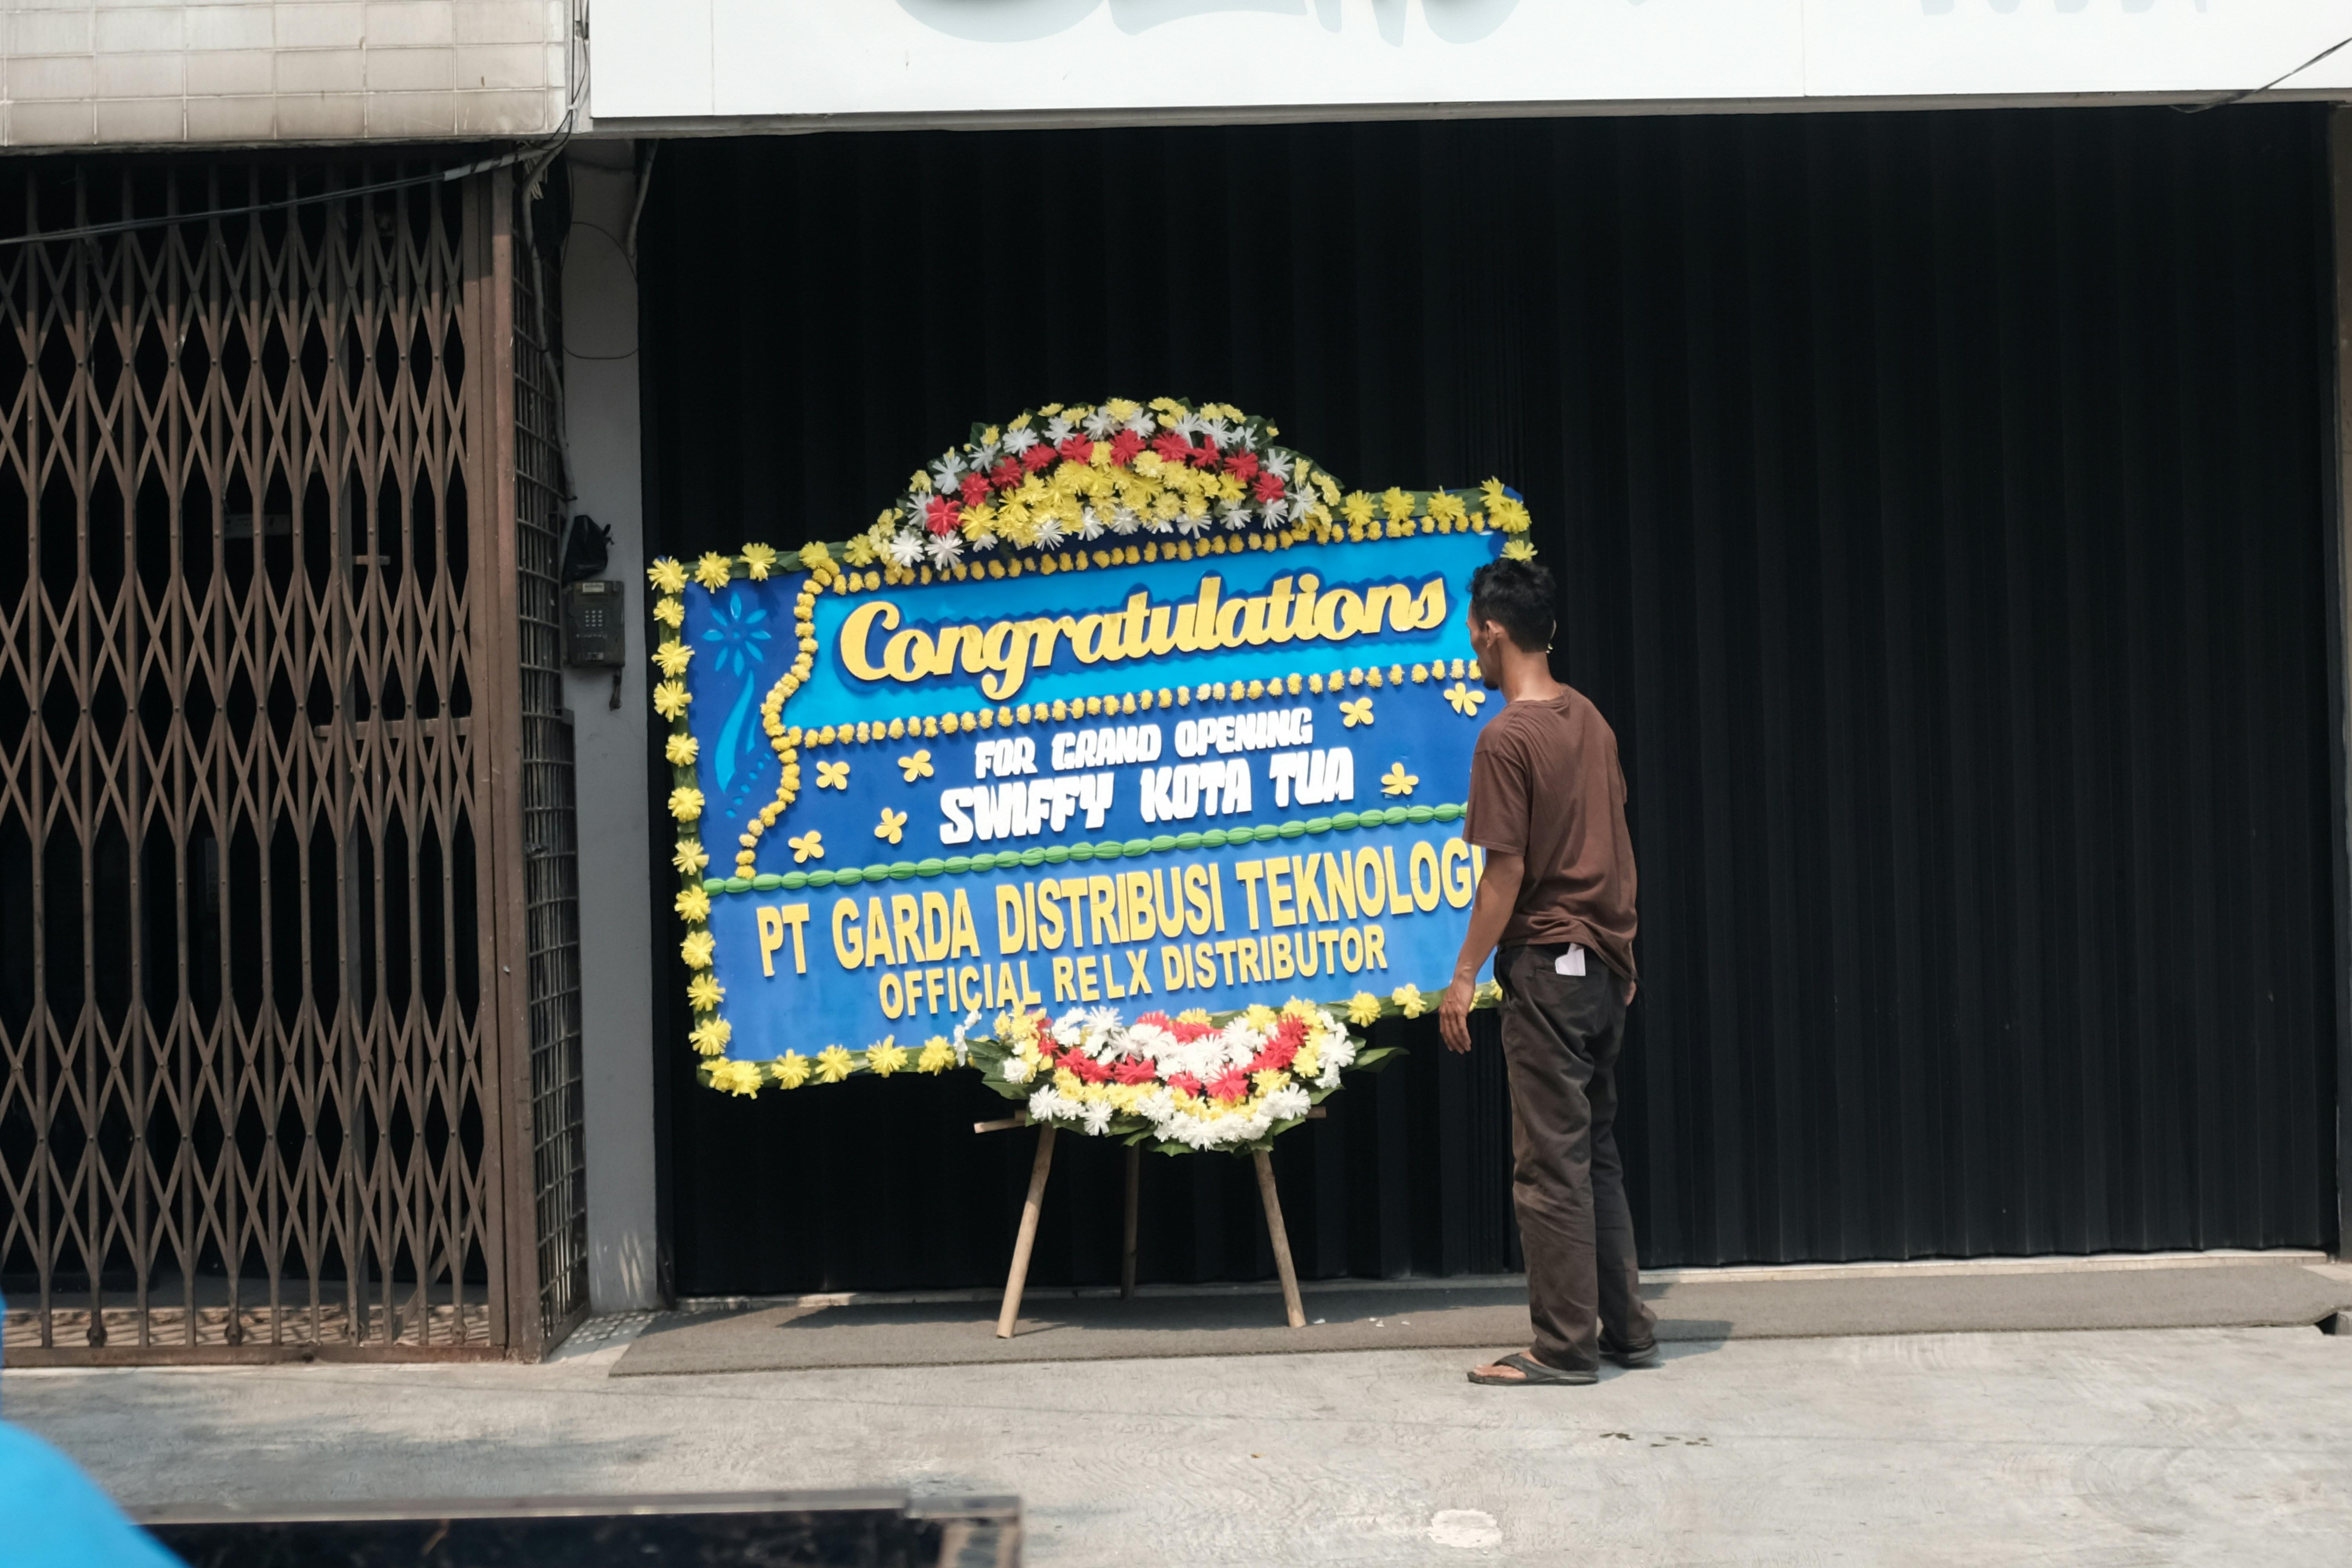 Congratulations
FOR GRAND OPENING
SWIFFY KOTA TUA
PT GARDA DISTRIBUSI TEKNOLOGI
OFFICIAL RELX DISTRIBUTOR